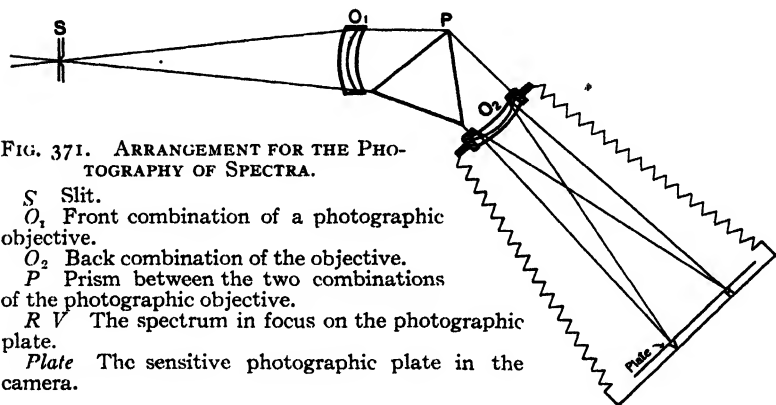 S
O₁
P
O₂
FIG. 371. ARRANGEMENT FOR THE PHO-
TOGRAPHY OF SPECTRA.
S Slit.
O₁ Front combination of a photographic
objective.
O₂ Back combination of the objective.
P Prism between the two combinations
of the photographic objective.
R V The spectrum in focus on the photographic
plate.
Plate The sensitive photographic plate in the
camera.
Plate